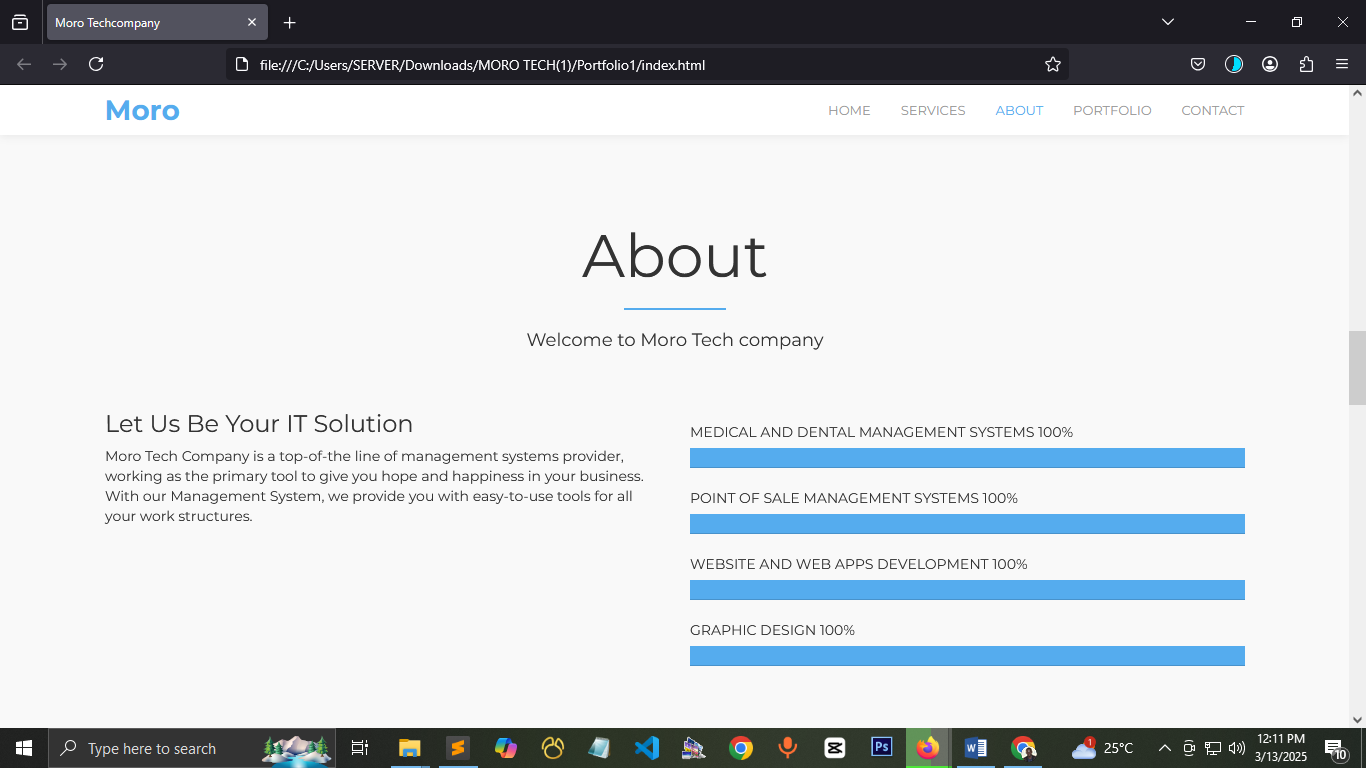 Moro Techcompany
file:///C:/Users/SERVER/Downloads/MORO TECH(1)/Portfolio1/index.html
Moro
HOME SERVICES ABOUT PORTFOLIO CONTACT
About
Welcome to Moro Tech company
Let Us Be Your IT Solution
Moro Tech Company is a top-of-the line of management systems provider,
working as the primary tool to give you hope and happiness in your business.
With our Management System, we provide you with easy-to-use tools for all
your work structures.
MEDICAL AND DENTAL MANAGEMENT SYSTEMS 100%
POINT OF SALE MANAGEMENT SYSTEMS 100%
WEBSITE AND WEB APPS DEVELOPMENT 100%
GRAPHIC DESIGN 100%
Type here to search
Ps
W
1
25°C
12:11 PM
3/13/2025
10